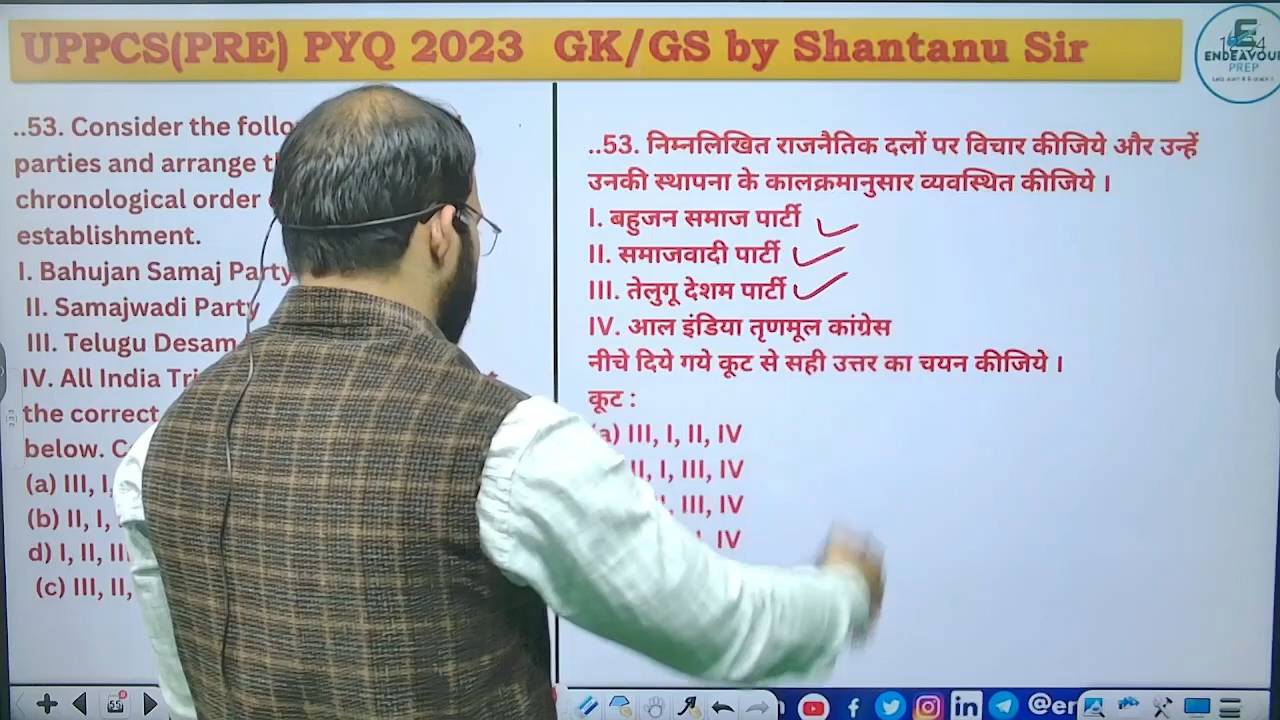 UPPCS(PRE) PYQ 2023 GK/GS by Shantanu Sir
ENDEAVOUR
PREP
..53. Consider the
parties and arrange
chronological order
establishment.
I. Bahujan Samaj Party
II. Samajwadi Party
III. Telugu Desam
IV. All India
the correct
below.
(a) III, I,
(b) II, I,
d) I, II,
(c) III, II,
..53. निम्नलिखित राजनैतिक दलों पर विचार कीजिये और उन्हें
उनकी स्थापना के कालक्रमानुसार व्यवस्थित कीजिये ।
I. बहुजन समाज पार्टी
II. समाजवादी पार्टी
III. तेलुगू देशम पार्टी
IV. आल इंडिया तृणमूल कांग्रेस
नीचे दिये गये कूट से सही उत्तर का चयन कीजिये ।
कूट :
a) III, I, II, IV
I, III, IV
III, IV
IV
55
@er